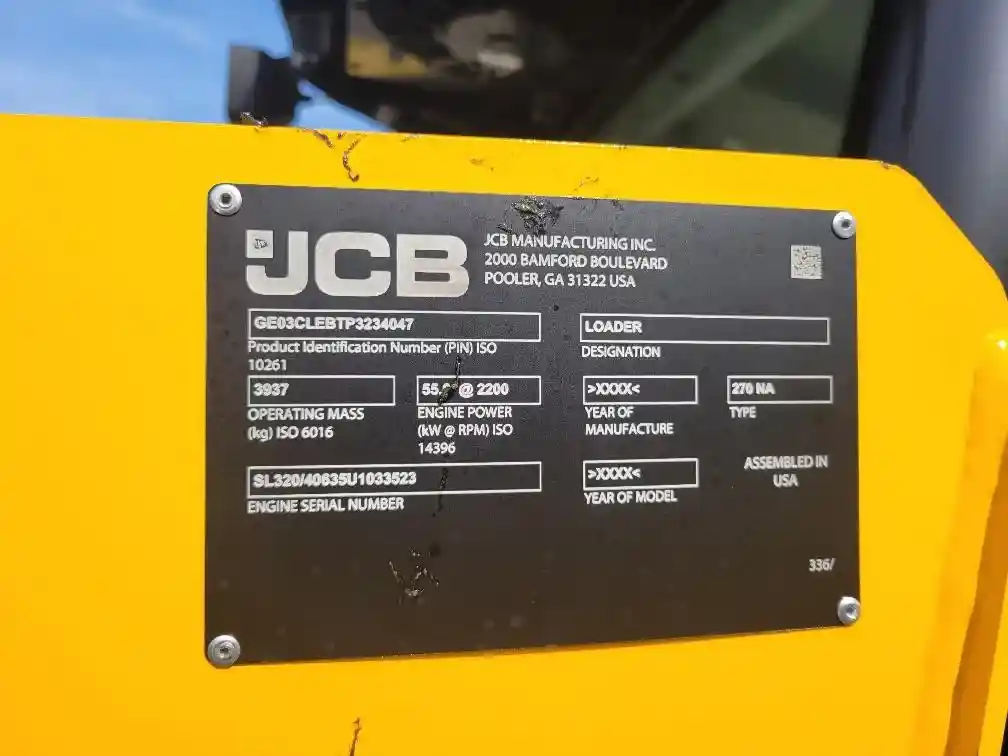 JCB
JCB MANUFACTURING INC.
2000 BAMFORD BOULEVARD
POOLER, GA 31322 USA
GE03CLEBTP3234047
Product Identification Number (PIN) ISO
10261
LOADER
DESIGNATION
3937
OPERATING MASS
(kg) ISO 6016
@ 2200
ENGINE POWER
(kW @ RPM) ISO
14396
>XXXX<
YEAR OF
MANUFACTURE
270 NA
TYPE
SL320/40635U1033523
ENGINE SERIAL NUMBER
>XXXX<
YEAR OF MODEL
ASSEMBLED IN
USA
336/